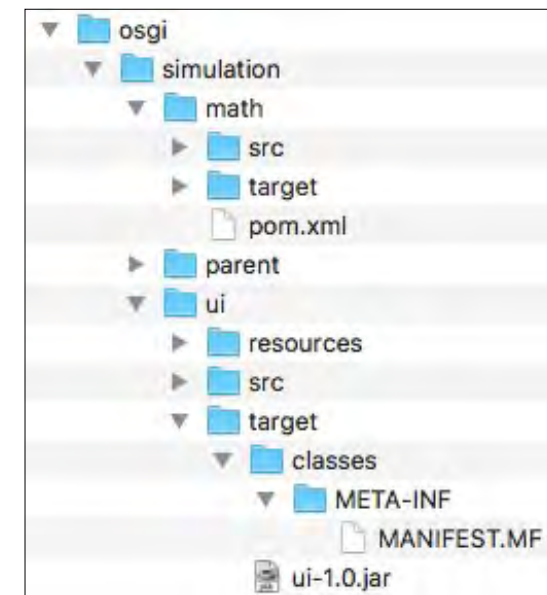 osgi
simulation
math
src
target
pom.xml
parent
ui
resources
src
target
classes
META-INF
MANIFEST.MF
ui-1.0.jar